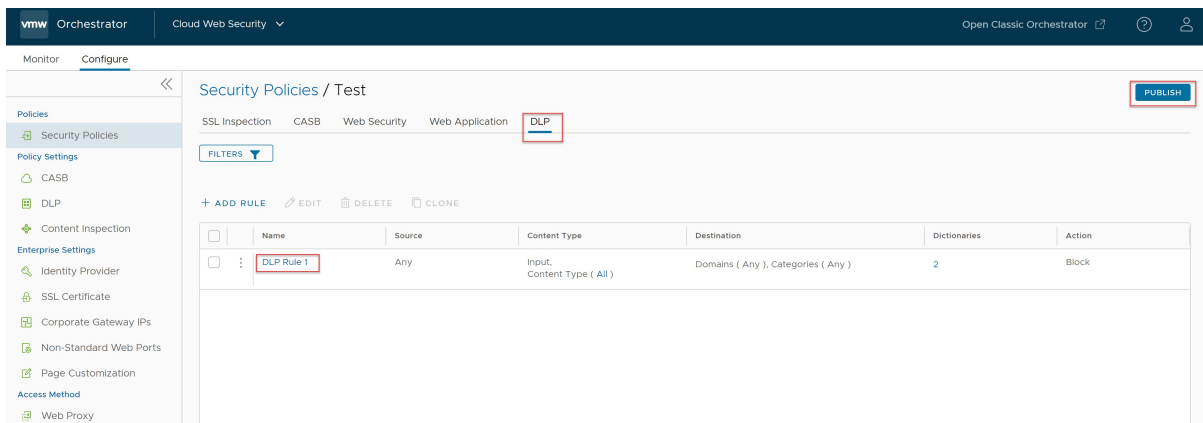 vmw Orchestrator Cloud Web Security Open Classic Orchestrator
Monitor Configure
Security Policies / Test PUBLISH
Policies
Security Policies
Policy Settings
CASB
DLP
Content Inspection
Enterprise Settings
Identity Provider
SSL Certificate
Corporate Gateway IPs
Non-Standard Web Ports
Page Customization
Access Method
Web Proxy
SSL Inspection CASB Web Security Web Application DLP
FILTERS
+ ADD RULE EDIT DELETE CLONE
Name Source Content Type Destination Dictionaries Action
DLP Rule 1 Any Input, Domains ( Any ), Categories ( Any ) 2 Block
Content Type ( All )